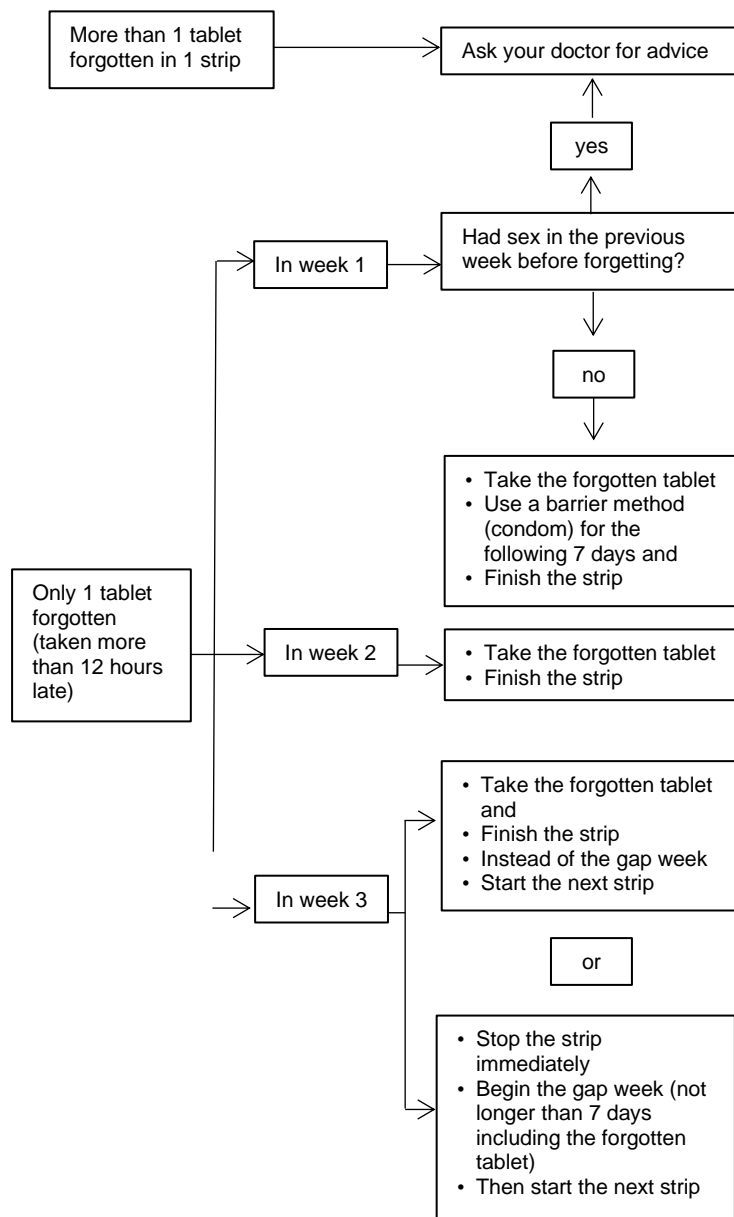 More than 1 tablet
forgotten in 1 strip
Ask your doctor for advice
yes
In week 1
Had sex in the previous
week before forgetting?
no
• Take the forgotten tablet
• Use a barrier method
(condom) for the
following 7 days and
• Finish the strip
Only 1 tablet
forgotten
(taken more
than 12 hours
late)
In week 2
• Take the forgotten tablet
• Finish the strip
In week 3
• Take the forgotten tablet
and
• Finish the strip
• Instead of the gap week
• Start the next strip
or
• Stop the strip
immediately
• Begin the gap week (not
longer than 7 days
including the forgotten
tablet)
• Then start the next strip